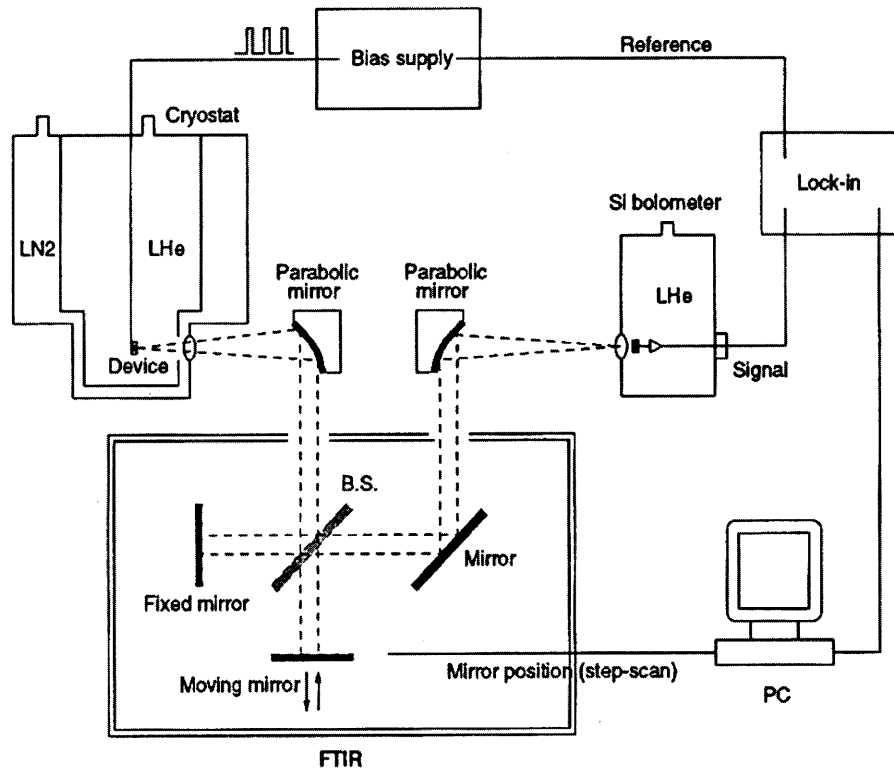 Bias supply
Reference
Cryostat
Lock-in
Si bolometer
LN2
LHe
Parabolic
mirror
Parabolic
mirror
LHe
Device
Signal
B.S.
Mirror
Fixed mirror
Moving mirror
Mirror position (step-scan)
PC
FTIR